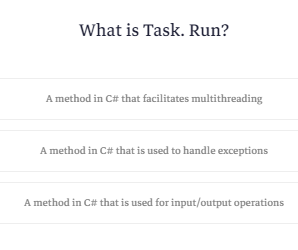 What is Task. Run?
A method in C# that facilitates multithreading
A method in C# that is used to handle exceptions
A method in C# that is used for input/output operations